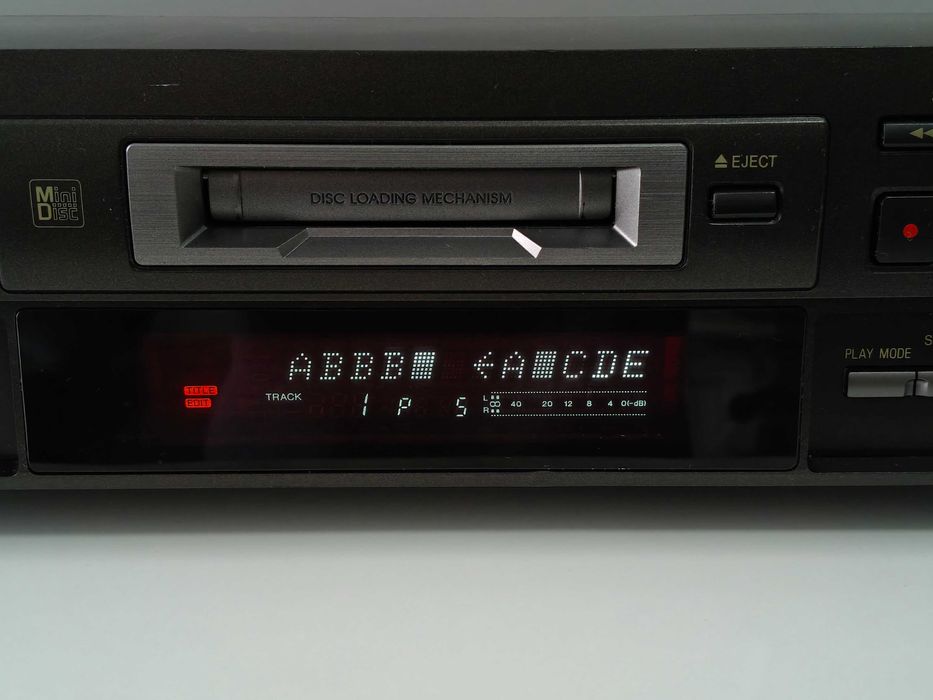 Mini
Disc
DISC LOADING MECHANISM
EJECT
ABBB ←A CDE
TITLE
EDIT
TRACK 1 P 5
L ∞ 40 20 12 8 4 0(-dB)
R
PLAY MODE
S